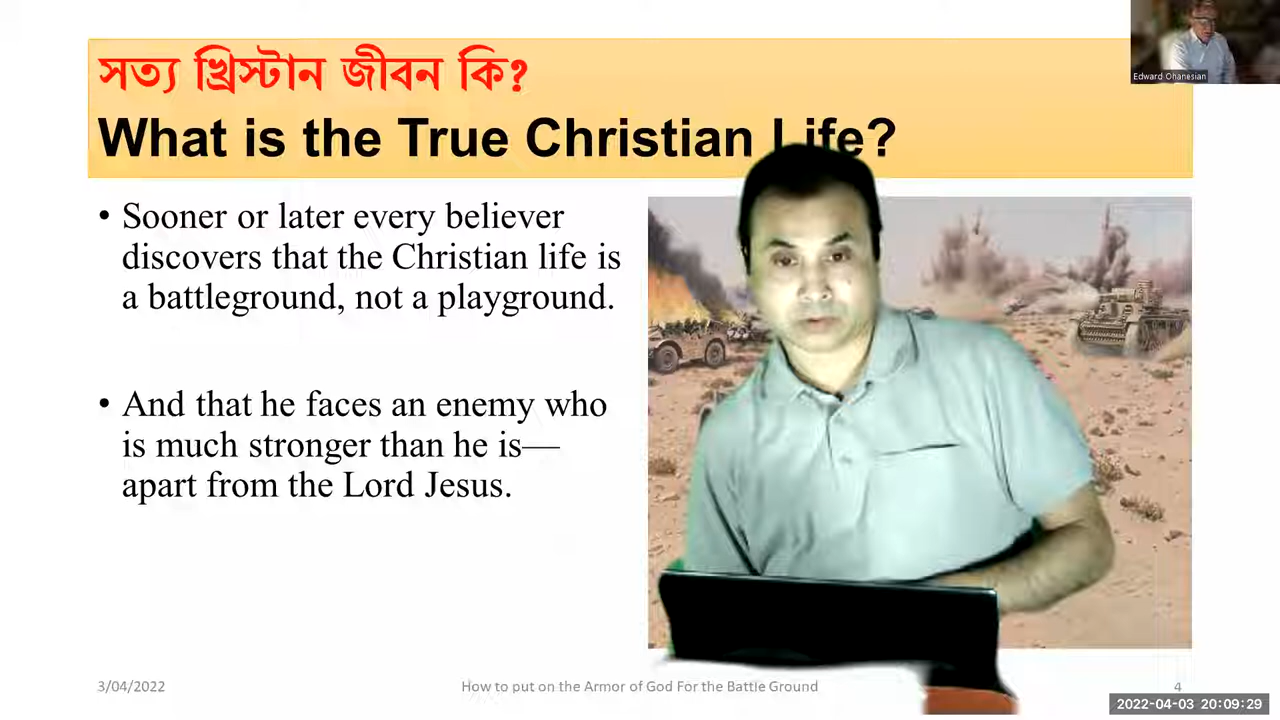 সত্য খ্রিস্টান জীবন কি?
What is the True Christian Life?
Edward Ohanesian
• Sooner or later every believer
discovers that the Christian life is
a battleground, not a playground.
• And that he faces an enemy who
is much stronger than he is—
apart from the Lord Jesus.
3/04/2022
How to put on the Armor of God For the Battle Ground
4
2022-04-03 20:09:29